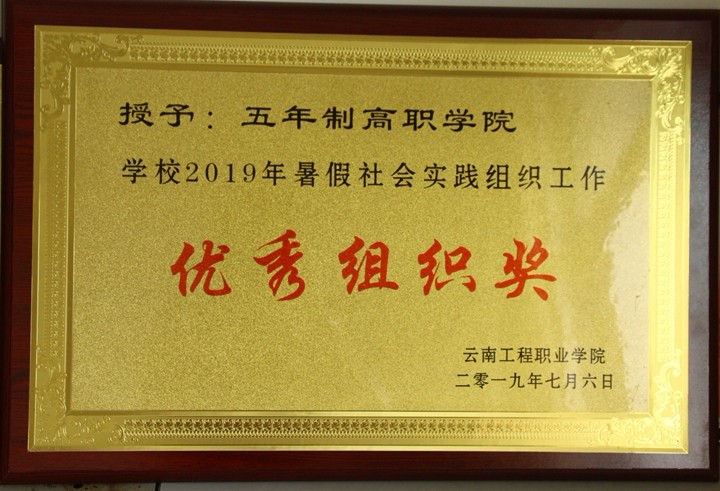 授予：五年制高职学院
学校2019年暑假社会实践组织工作
优秀组织奖
云南工程职业学院
二零一九年七月六日